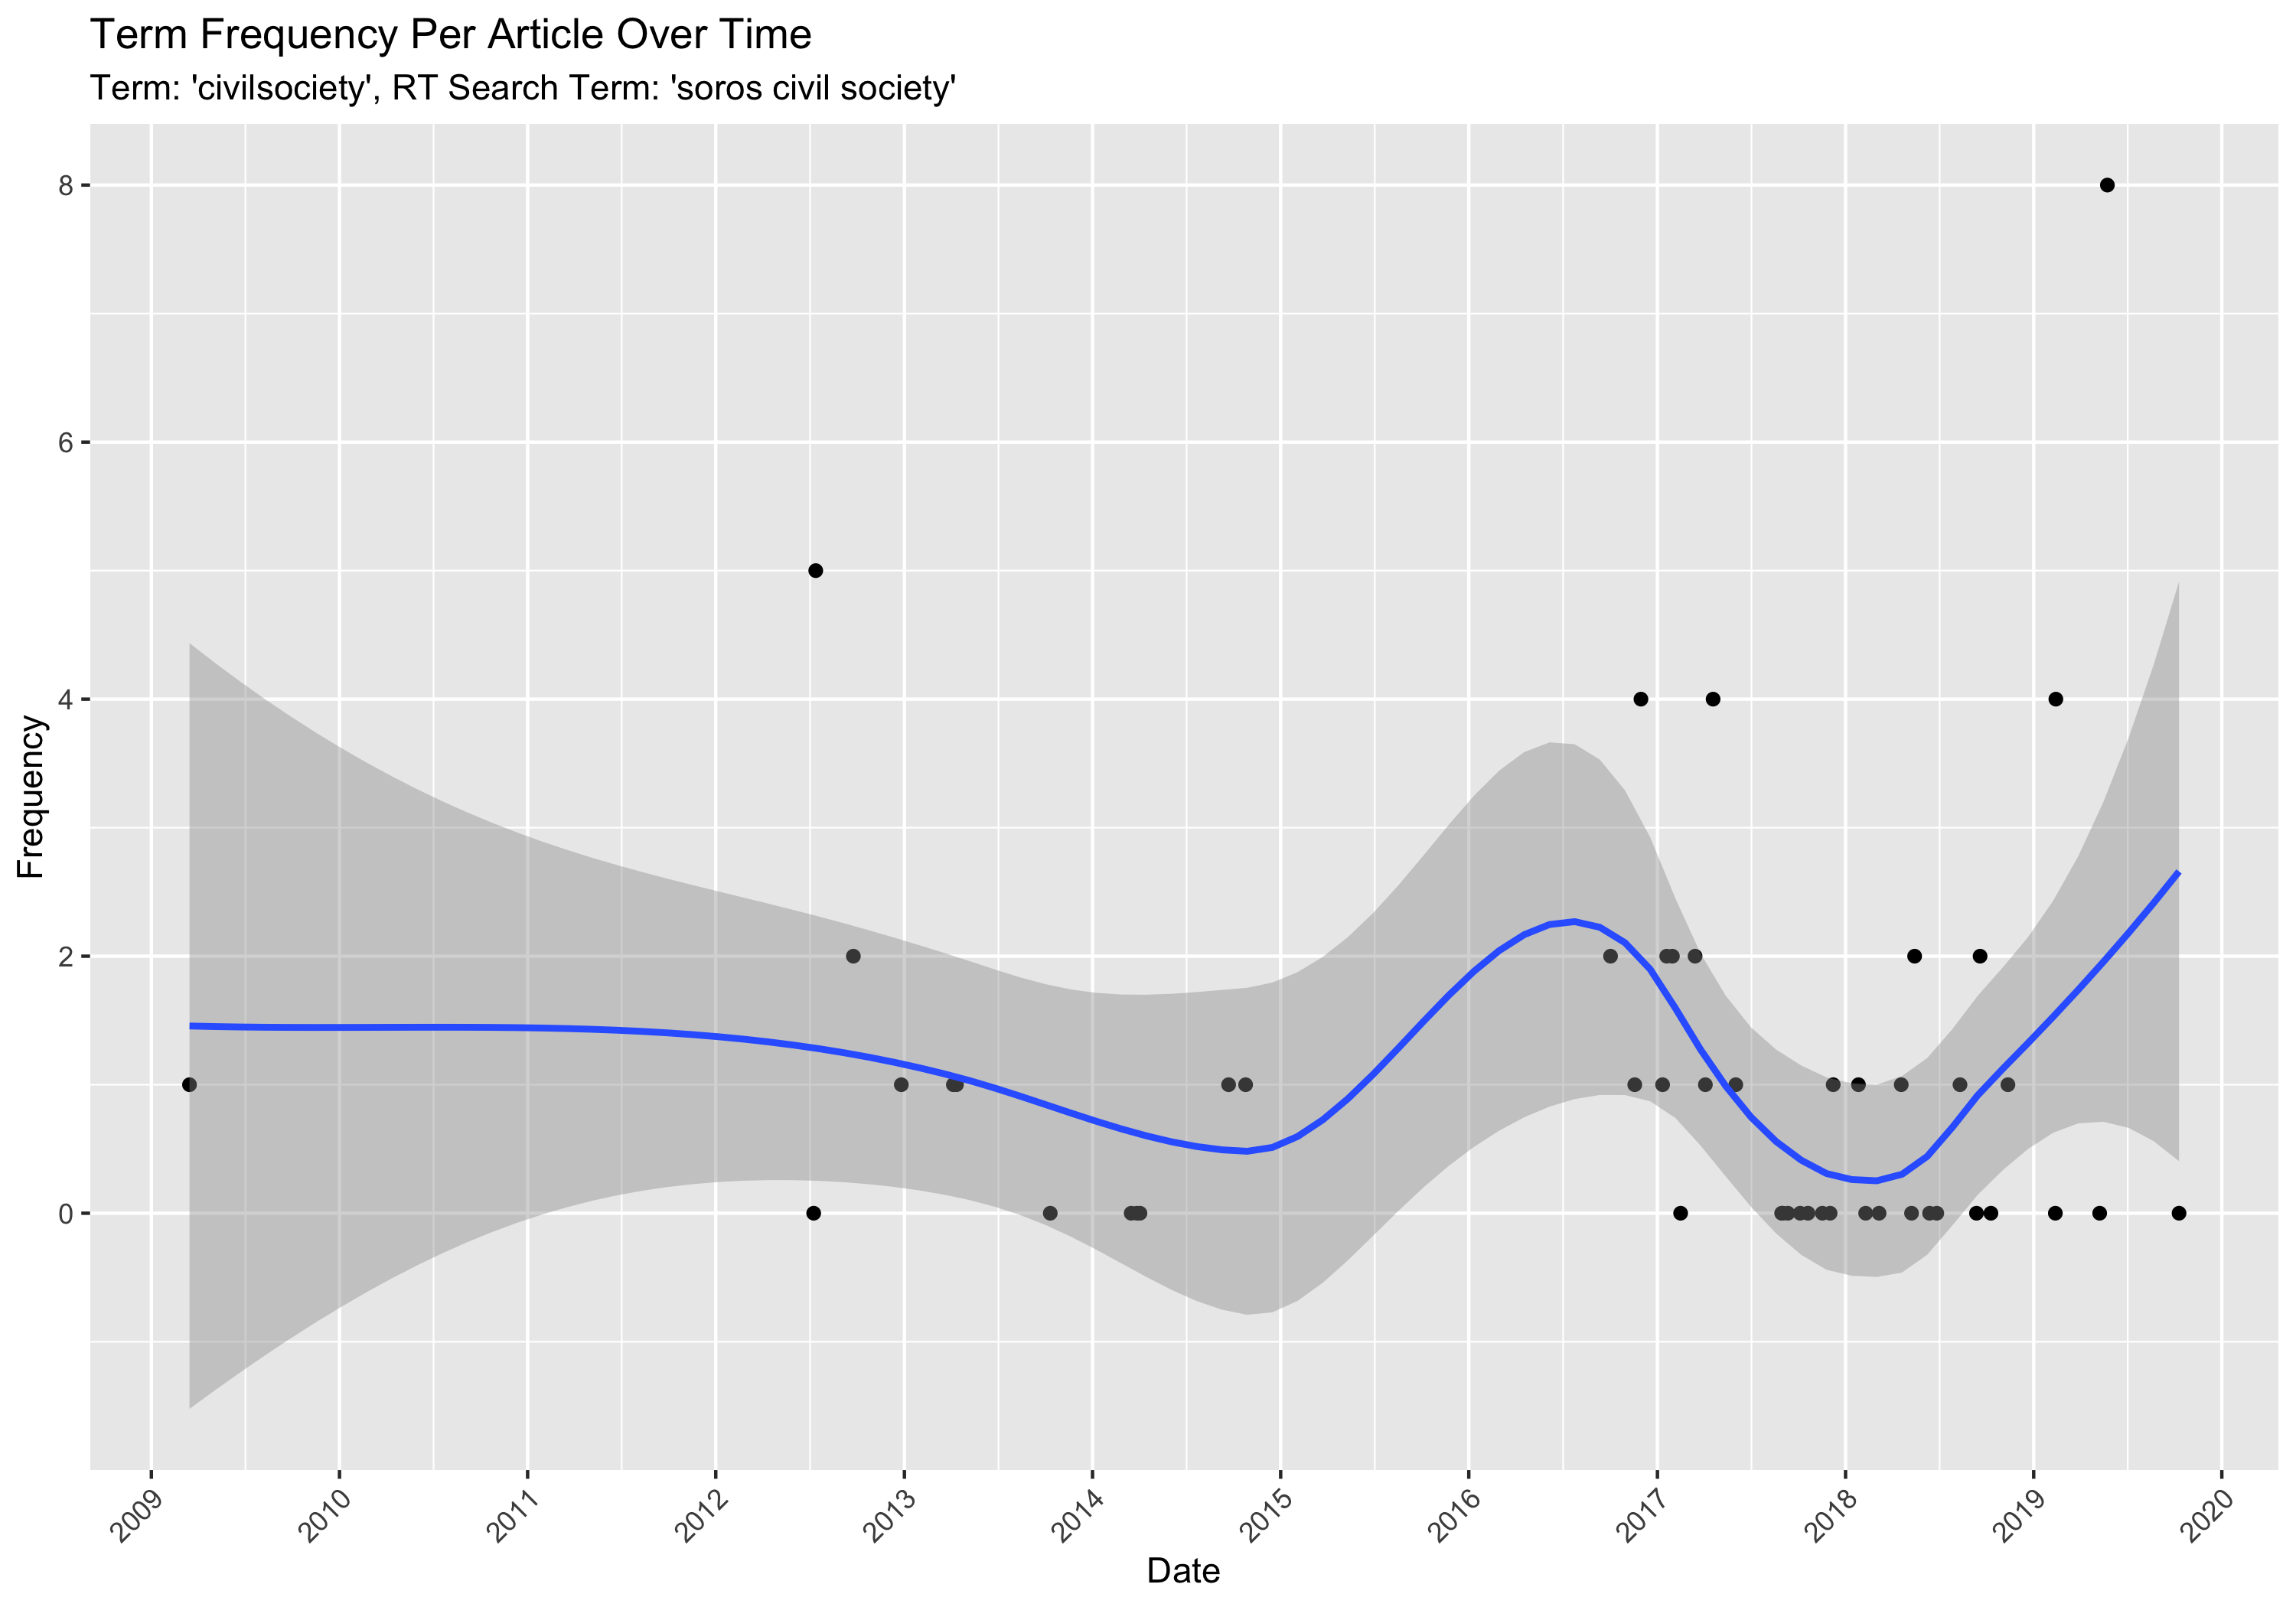 Term Frequency Per Article Over Time
Term: 'civilsociety', RT Search Term: 'soros civil society'
Frequency
8
6
4
2
0
2009 2010 2011 2012 2013 2014 2015 2016 2017 2018 2019 2020
Date